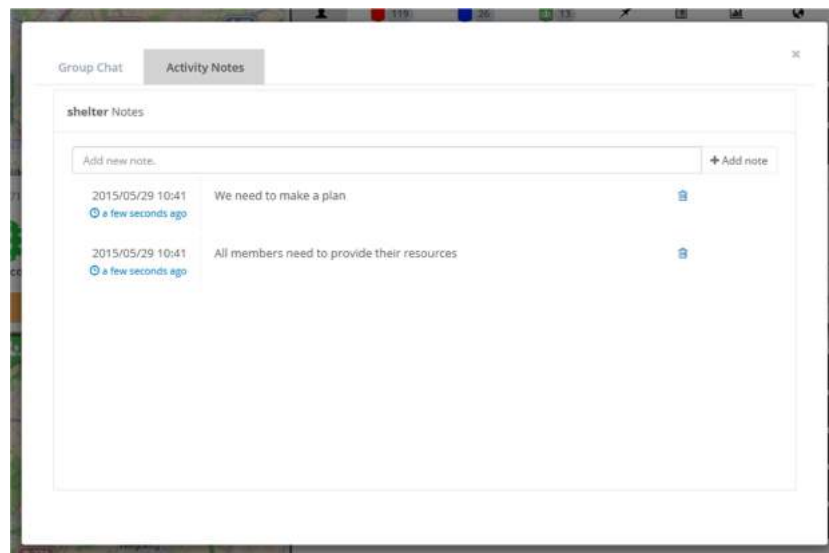 119 26 13
×
Group Chat Activity Notes
shelter Notes
Add new note. + Add note
2015/05/29 10:41 We need to make a plan
a few seconds ago
2015/05/29 10:41 All members need to provide their resources
a few seconds ago